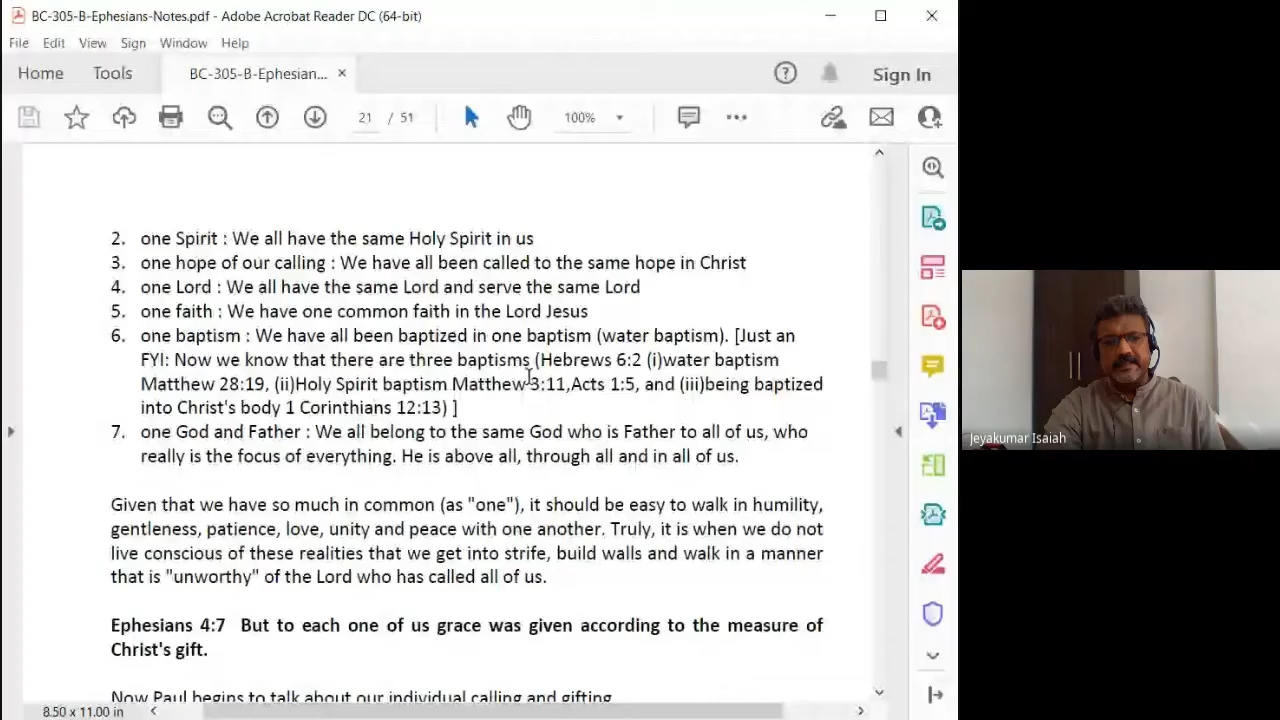 BC-305-B-Ephesians-Notes.pdf - Adobe Acrobat Reader DC (64-bit)
File Edit View Sign Window Help
Home Tools BC-305-B-Ephesian... Sign In
21 / 51 100%
2. one Spirit : We all have the same Holy Spirit in us
3. one hope of our calling : We have all been called to the same hope in Christ
4. one Lord : We all have the same Lord and serve the same Lord
5. one faith : We have one common faith in the Lord Jesus
6. one baptism : We have all been baptized in one baptism (water baptism). [Just an
FYI: Now we know that there are three baptisms (Hebrews 6:2 (i)water baptism
Matthew 28:19, (ii)Holy Spirit baptism Matthew 3:11,Acts 1:5, and (iii)being baptized
into Christ's body 1 Corinthians 12:13) ]
7. one God and Father : We all belong to the same God who is Father to all of us, who
really is the focus of everything. He is above all, through all and in all of us.
Given that we have so much in common (as "one"), it should be easy to walk in humility,
gentleness, patience, love, unity and peace with one another. Truly, it is when we do not
live conscious of these realities that we get into strife, build walls and walk in a manner
that is "unworthy" of the Lord who has called all of us.
Ephesians 4:7 But to each one of us grace was given according to the measure of
Christ's gift.
Now Paul begins to talk about our individual calling and gifting
8.50 x 11.00 in
Jeyakumar Isaiah